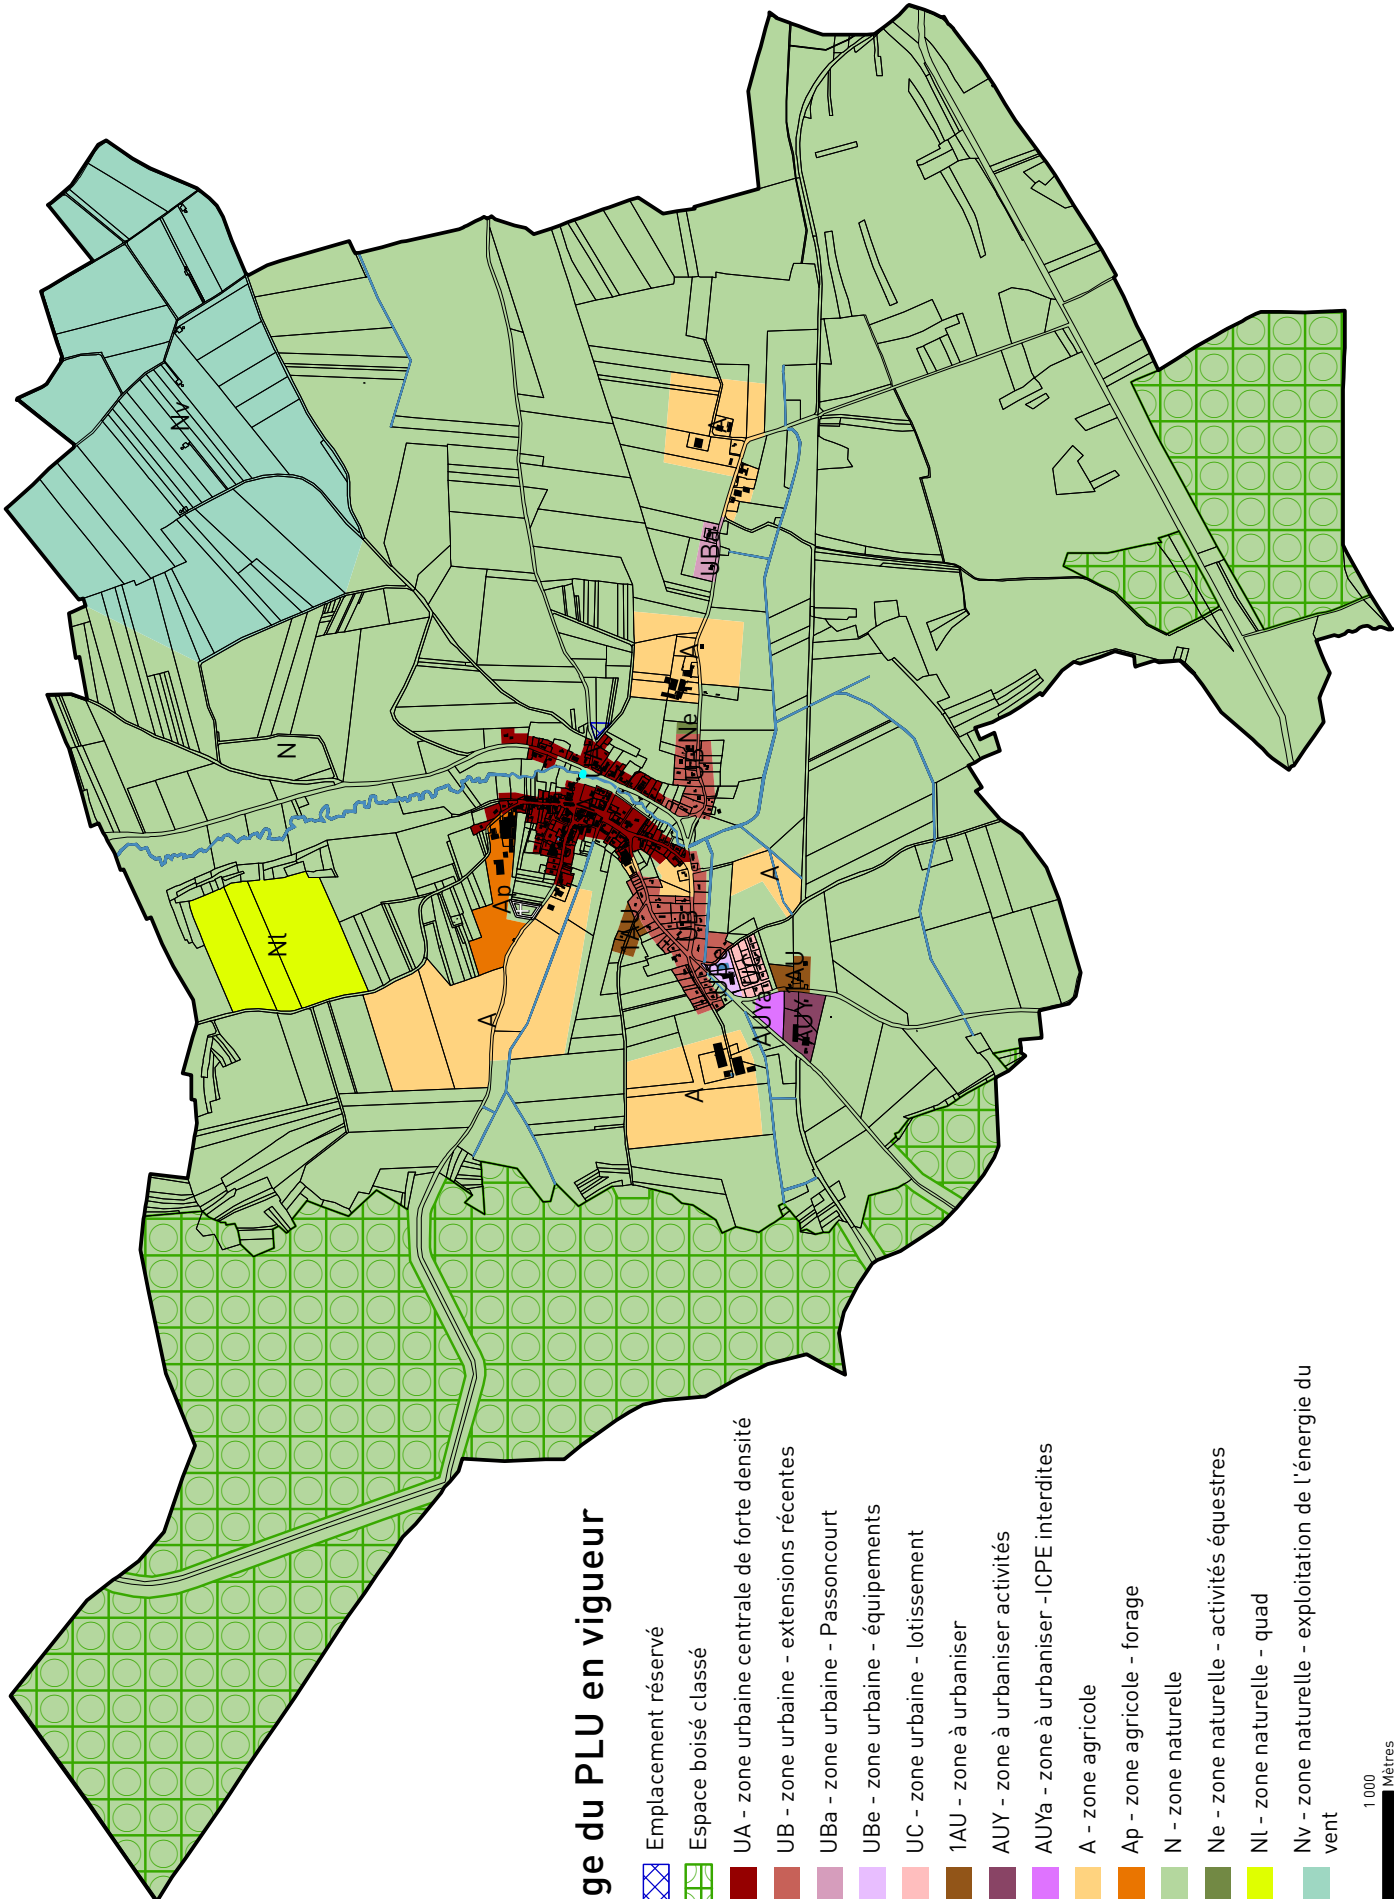 ge du PLU en vigueur
Emplacement réservé
Espace boisé classé
UA - zone urbaine centrale de forte densité
UB - zone urbaine - extensions récentes
UBa - zone urbaine - Passoncourt
UBe - zone urbaine - équipements
UC - zone urbaine - lotissement
1AU - zone à urbaniser
AUY - zone à urbaniser activités
AUYa - zone à urbaniser -ICPE interdites
A - zone agricole
Ap - zone agricole - forage
N - zone naturelle
Ne - zone naturelle - activités équestres
Nl - zone naturelle - quad
Nv - zone naturelle - exploitation de l'énergie du
vent
1 000
Mètres
Nv
N
Nl
A
UBa
A
Ne
UB
Ap
A
1AU
UB
A
1AU
AUYa
AUY
A